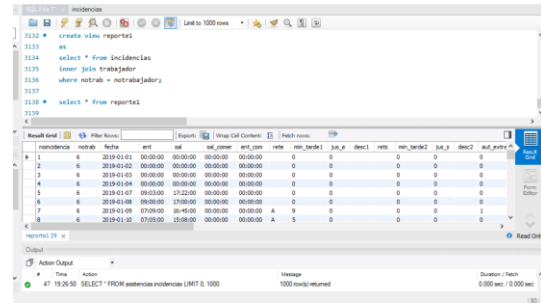 SQL File 7* incidencias
Limit to 1000 rows
3132 create view reporte1
3133 as
3134 select * from incidencias
3135 inner join trabajador
3136 where notrab = notrabajador;
3137
3138 select * from reporte1
3139
Result Grid Filter Rows: Export: Wrap Cell Content: Fetch rows:
noincidencia notrab fecha ent sal sal_comer ent_com rete min_tarde1 jus_e desc1 rets min_tarde2 jus_s desc2 aut_extra
1 6 2019-01-01 00:00:00 00:00:00 00:00:00 00:00:00 0 0 0 0 0
2 6 2019-01-02 00:00:00 00:00:00 00:00:00 00:00:00 0 0 0 0 0
3 6 2019-01-03 00:00:00 00:00:00 00:00:00 00:00:00 0 0 0 0 0
4 6 2019-01-04 00:00:00 00:00:00 00:00:00 00:00:00 0 0 0 0 0
5 6 2019-01-07 09:03:00 17:22:00 00:00:00 00:00:00 0 0 0 0 0
6 6 2019-01-08 09:00:00 17:00:00 00:00:00 00:00:00 0 0 0 0 0
7 6 2019-01-09 07:09:00 16:45:00 00:00:00 00:00:00 A 9 0 0 0 1
8 6 2019-01-10 07:05:00 15:08:00 00:00:00 00:00:00 A 5 0 0 0 0
Result Grid
Form Editor
reporte1 29 Read Only
Output
Action Output
# Time Action Message Duration / Fetch
47 19:26:50 SELECT * FROM asistencias.incidencias LIMIT 0, 1000 1000 row(s) returned 0.000 sec / 0.000 sec